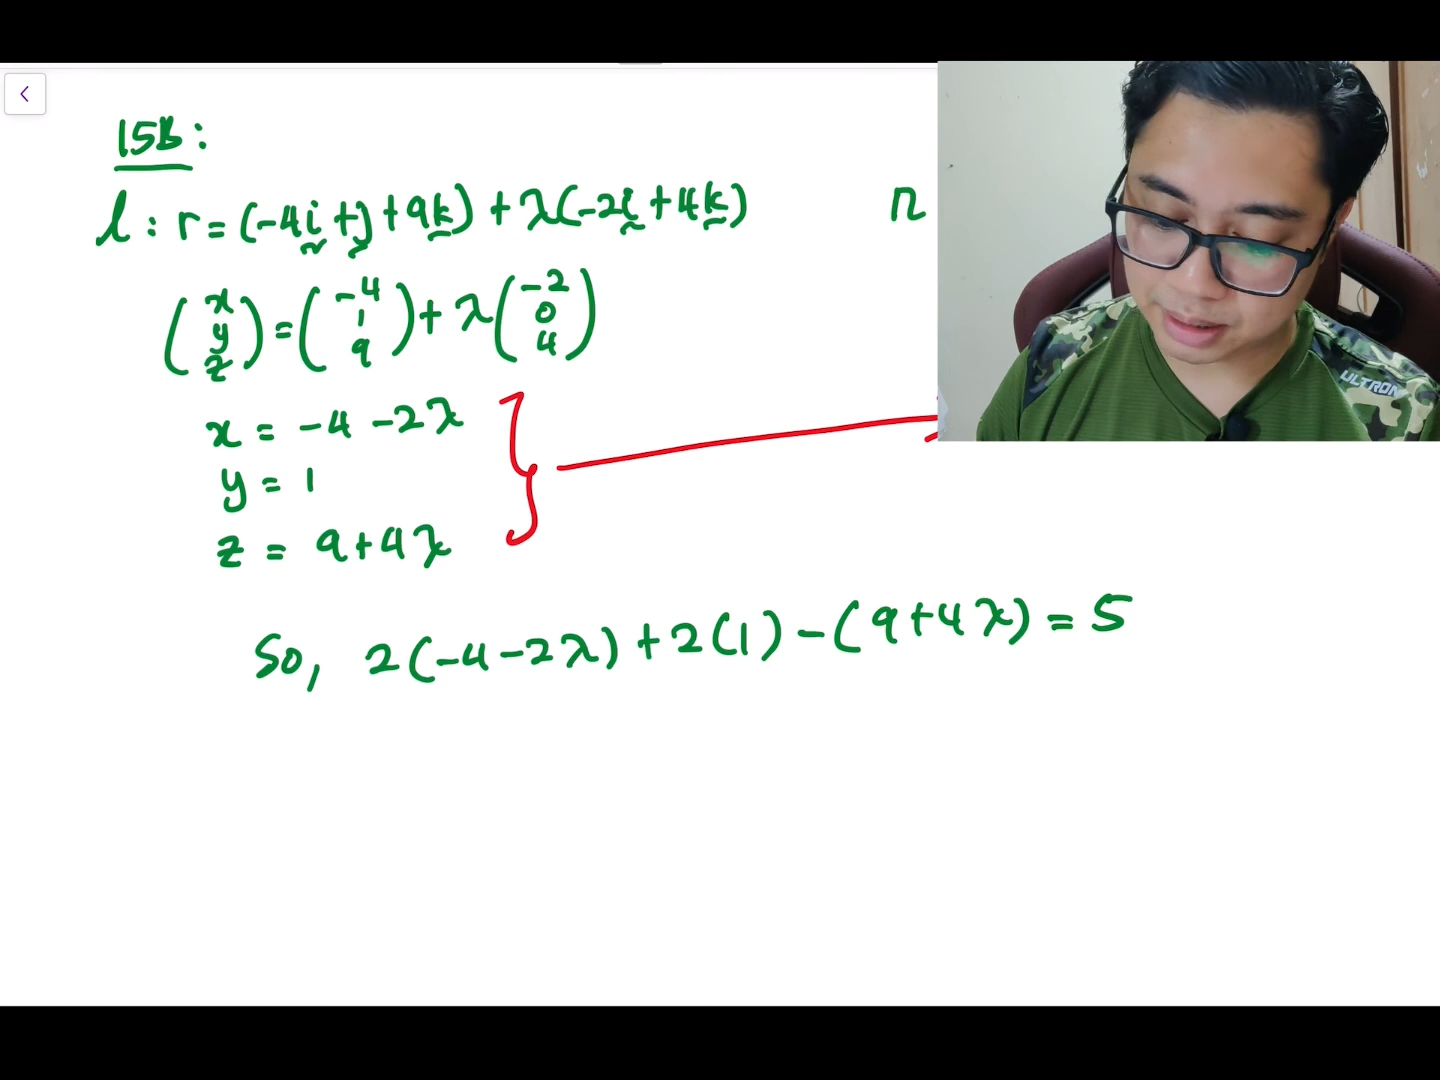 15B:
l : r = (-4i + j + 9k) + λ(-2i + 4k)
(x y z) = (-4 1 9) + λ(-2 0 4)
x = -4 - 2λ
y = 1
z = 9 + 4λ
So, 2(-4-2λ) + 2(1) - (9+4λ) = 5
ULTRON